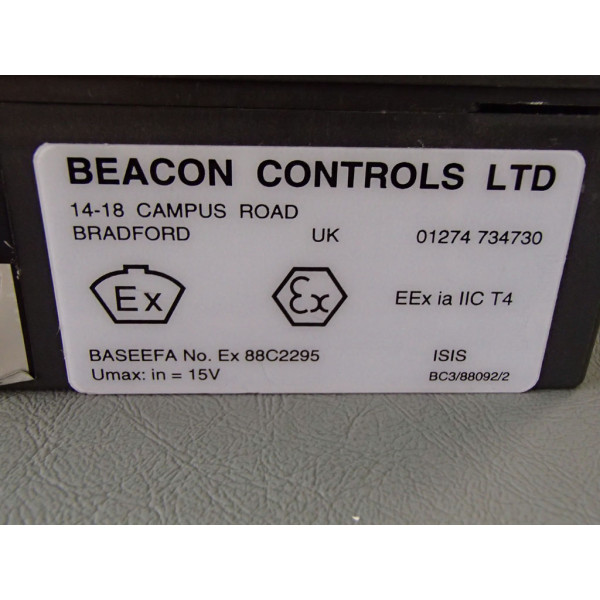 BEACON CONTROLS LTD
14-18 CAMPUS ROAD
BRADFORD UK 01274 734730
Ex Ex EEx ia IIC T4
BASEEFA No. Ex 88C2295 ISIS
Umax: in = 15V BC3/88092/2